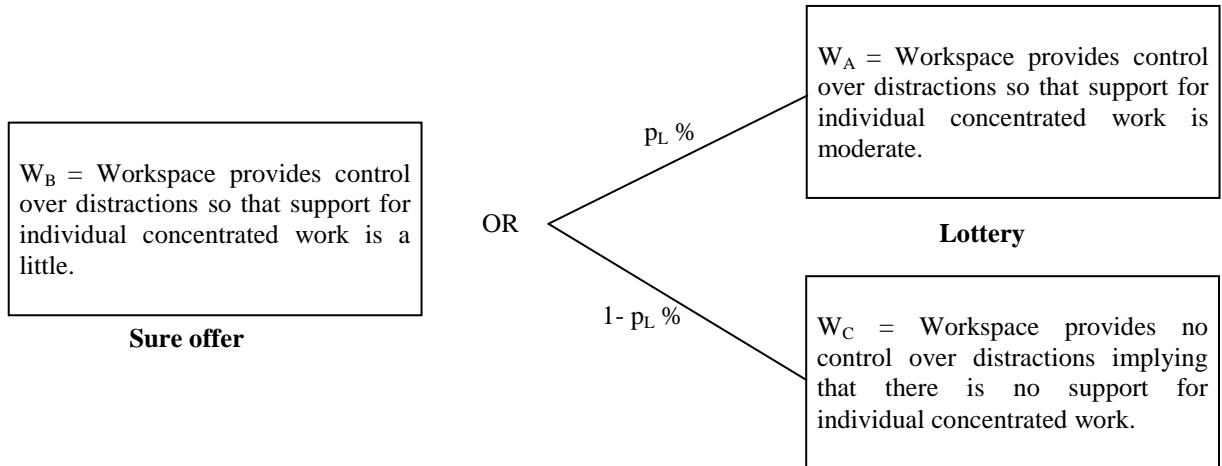 W_B = Workspace provides control
over distractions so that support for
individual concentrated work is a
little.
Sure offer
OR
p_L %
1- p_L %
W_A = Workspace provides control
over distractions so that support for
individual concentrated work is
moderate.
Lottery
W_C = Workspace provides no
control over distractions implying
that there is no support for
individual concentrated work.